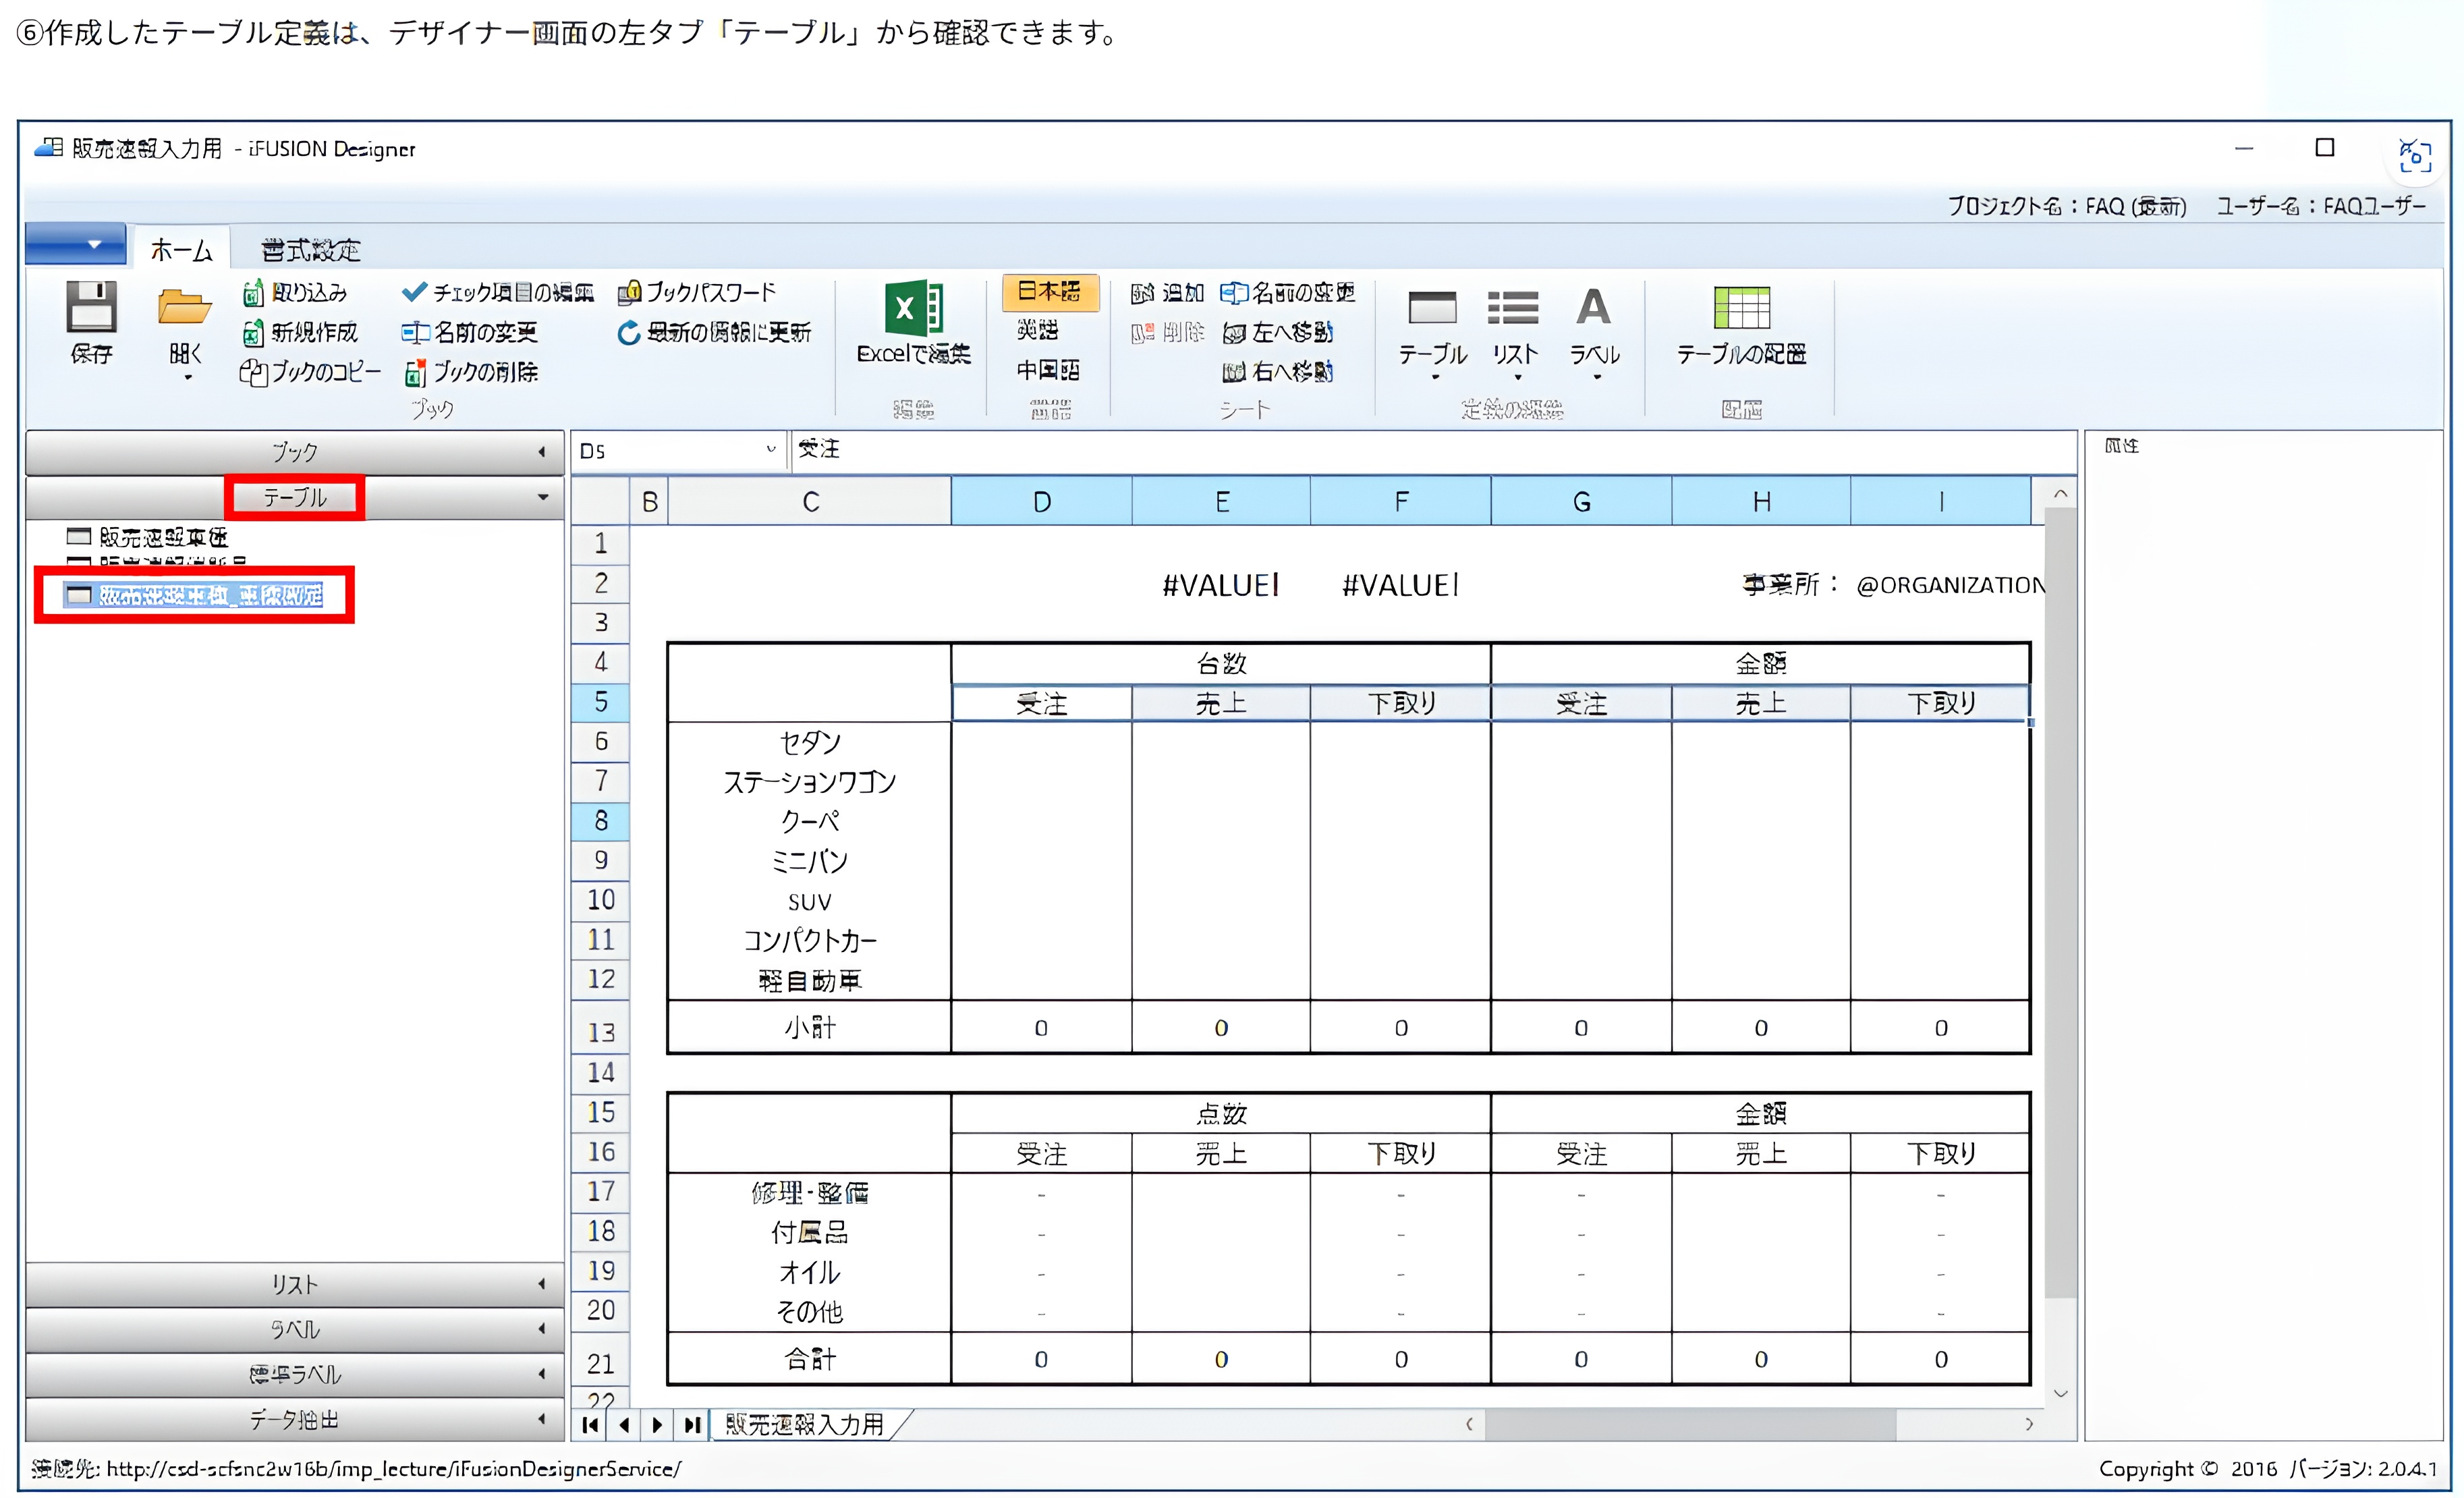 ⑥作成したテーブル定義は、デザイナー画面の左タブ「テーブル」から確認できます。
販売速報入力用 - iFUSION Designer
プロジェクト名：FAQ (最新) ユーザー名：FAQユーザー
ホーム 書式設定
保存 開く 取り込み 新規作成 ブックのコピー チェック項目の編集 名前の変更 ブックの削除 ブックパスワード 最新の情報に更新
ブック
Excelで編集
編集
日本語 英語 中国語
言語
追加 削除 名前の変更 左へ移動 右へ移動
シート
テーブル リスト ラベル
定義の編集
テーブルの配置
配置
ブック
テーブル
販売速報車種
リスト
ラベル
標準ラベル
データ抽出
D5 受注
属性
B C D E F G H I
1
2 #VALUE! #VALUE! 事業所： @ORGANIZATION
3
4 台数 金額
5 受注 売上 下取り 受注 売上 下取り
6 セダン
7 ステーションワゴン
8 クーペ
9 ミニバン
10 SUV
11 コンパクトカー
12 軽自動車
13 小計 0 0 0 0 0 0
14
15 点数 金額
16 受注 売上 下取り 受注 売上 下取り
17 修理・整備 - - - -
18 付属品 - - - -
19 オイル - - - -
20 その他 - - - -
21 合計 0 0 0 0 0 0
22
販売速報入力用
接続先: http://csd-scfsnc2w16b/imp_lecture/iFusionDesignerService/
Copyright © 2016 バージョン: 2.0.4.1